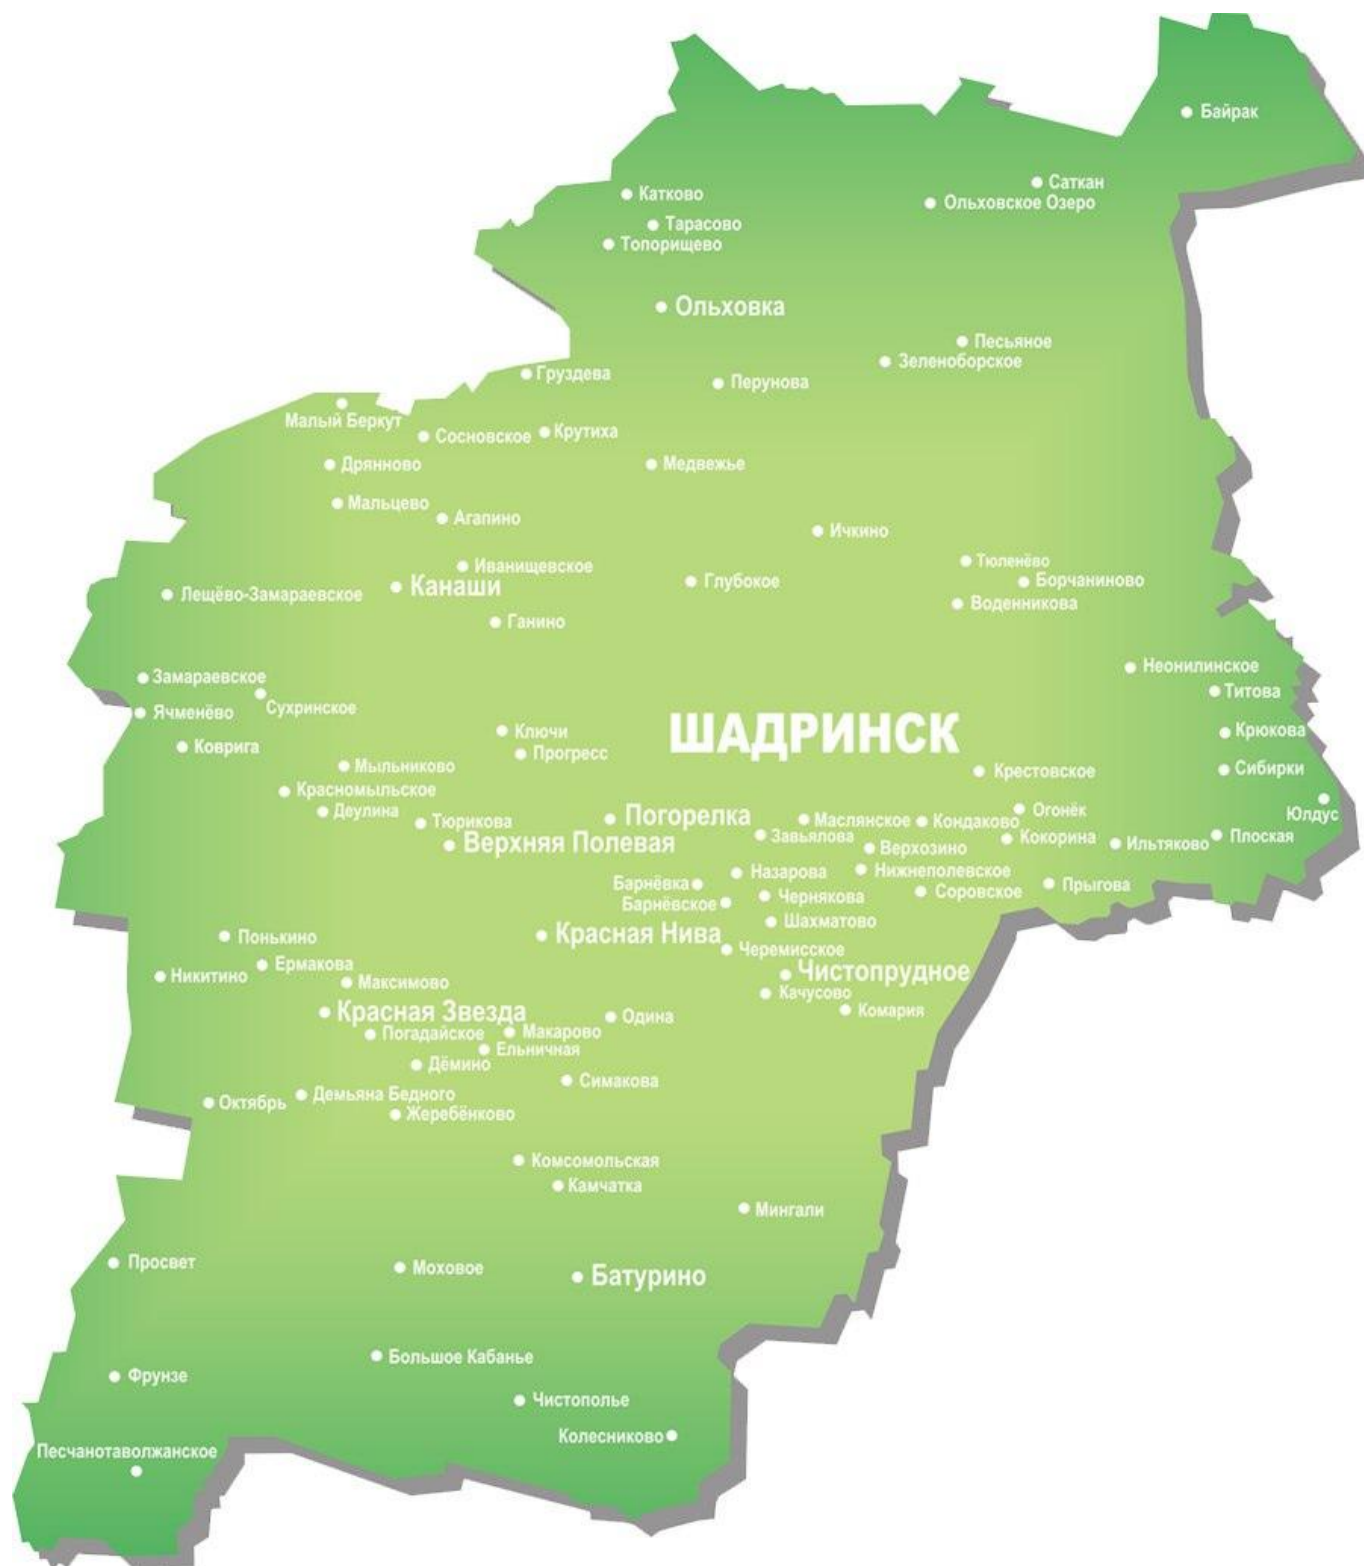 Байрак
Саткан
Катково
Ольховское Озеро
Тарасово
Топорищево
Ольховка
Песьяное
Зеленоборское
Груздева
Перунова
Малый Беркут
Сосновское
Крутиха
Дрянново
Медвежье
Мальцево
Агапино
Ичкино
Тюленёво
Иванищевское
Канаши
Глубокое
Борчаниново
Лещёво-Замараевское
Воденникова
Ганино
Неонилинское
Замараевское
Титова
Сухринское
Ячменёво
Ключи
ШАДРИНСК
Крюкова
Коврига
Прогресс
Мыльниково
Крестовское
Сибирки
Красномыльское
Деулина
Огонёк
Юлдус
Тюрикова
Погорелка
Маслянское
Кондаково
Завьялова
Кокорина
Плоская
Верхняя Полевая
Верхозино
Ильтяково
Назарова
Нижнеполевское
Барнёвка
Прыгова
Чернякова
Соровское
Барнёвское
Шахматово
Понькино
Красная Нива
Черемисское
Ермакова
Никитино
Чистопрудное
Максимово
Качусово
Красная Звезда
Комария
Одина
Погадайское
Макарово
Ельничная
Дёмино
Симакова
Демьяна Бедного
Октябрь
Жеребёнково
Комсомольская
Камчатка
Мингали
Просвет
Моховое
Батурино
Большое Кабанье
Фрунзе
Чистополье
Колесниково
Песчанотаволжанское